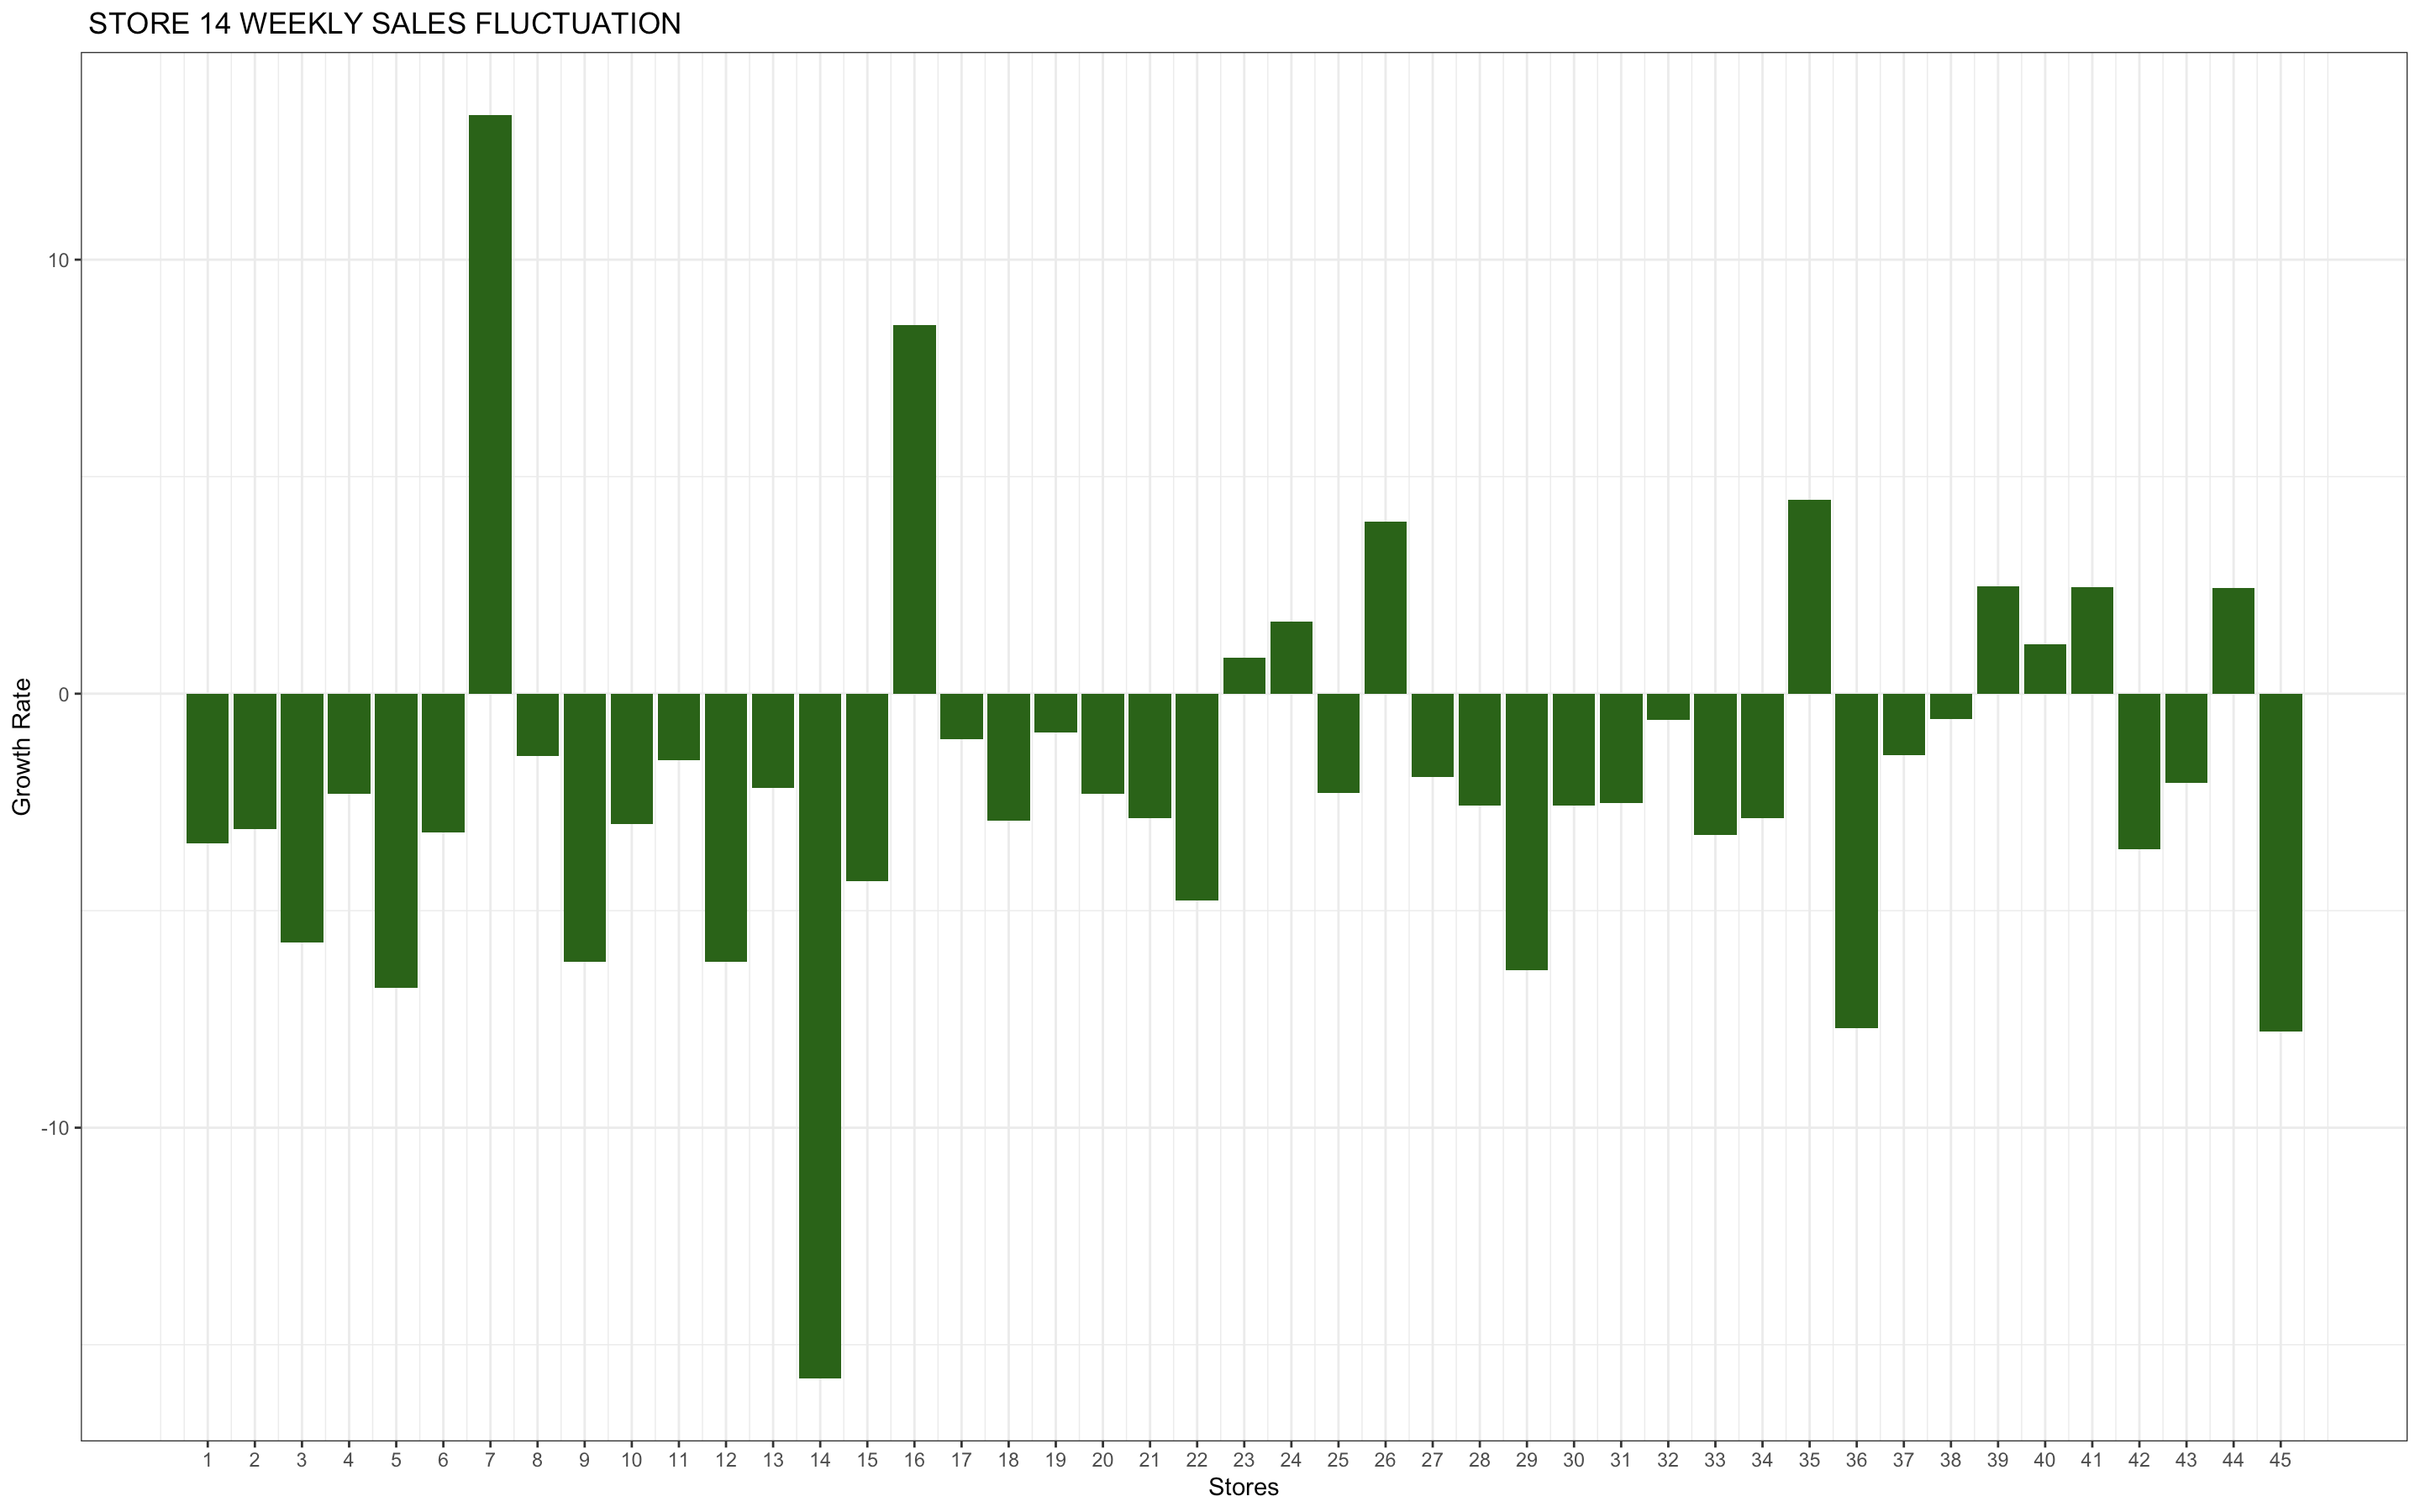 STORE 14 WEEKLY SALES FLUCTUATION
10
0
-10
Growth Rate
1 2 3 4 5 6 7 8 9 10 11 12 13 14 15 16 17 18 19 20 21 22 23 24 25 26 27 28 29 30 31 32 33 34 35 36 37 38 39 40 41 42 43 44 45
Stores